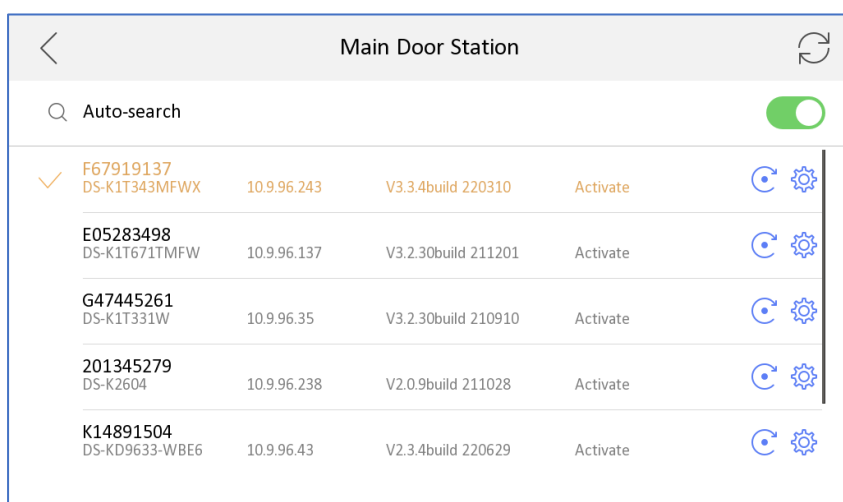 Main Door Station
Auto-search
F67919137
DS-K1T343MFWX 10.9.96.243 V3.3.4build 220310 Activate
E05283498
DS-K1T671TMFW 10.9.96.137 V3.2.30build 211201 Activate
G47445261
DS-K1T331W 10.9.96.35 V3.2.30build 210910 Activate
201345279
DS-K2604 10.9.96.238 V2.0.9build 211028 Activate
K14891504
DS-KD9633-WBE6 10.9.96.43 V2.3.4build 220629 Activate